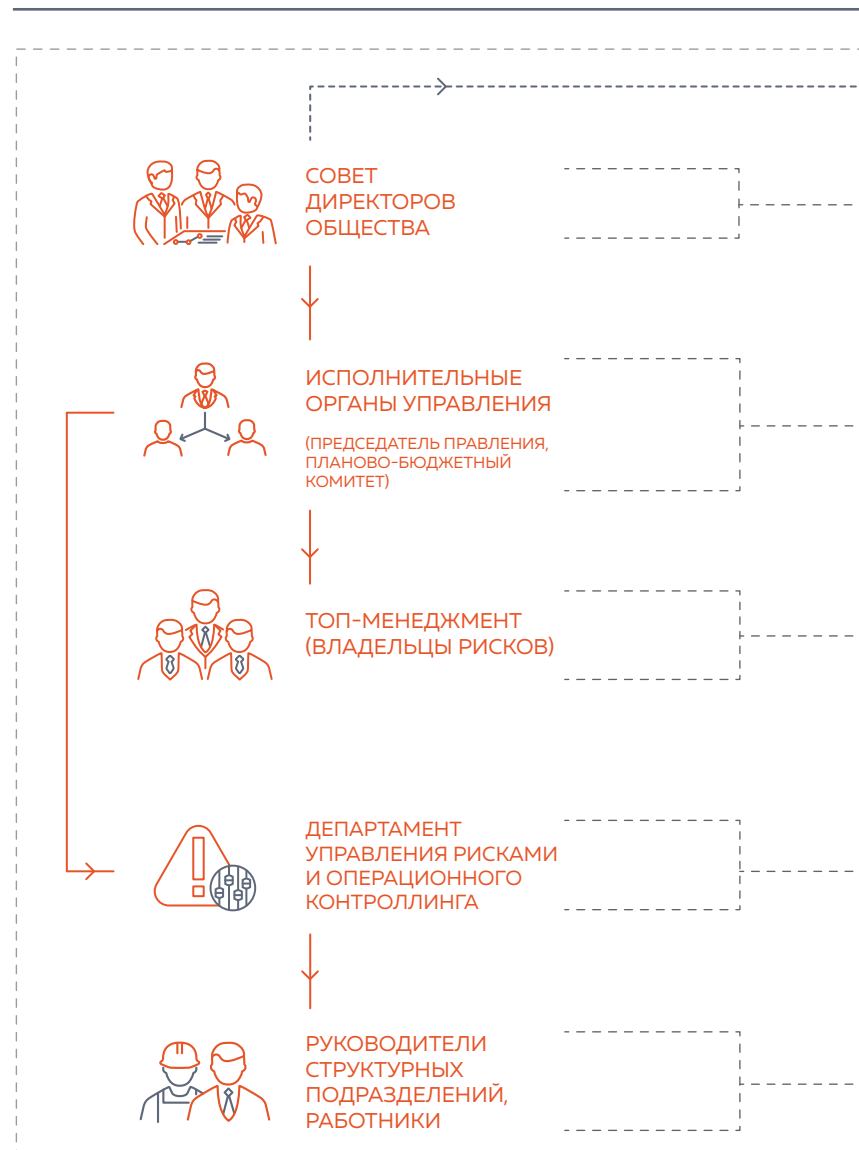 СОВЕТ
ДИРЕКТОРОВ
ОБЩЕСТВА
ИСПОЛНИТЕЛЬНЫЕ
ОРГАНЫ УПРАВЛЕНИЯ
(ПРЕДСЕДАТЕЛЬ ПРАВЛЕНИЯ,
ПЛАНОВО-БЮДЖЕТНЫЙ
КОМИТЕТ)
ТОП-МЕНЕДЖМЕНТ
(ВЛАДЕЛЬЦЫ РИСКОВ)
ДЕПАРТАМЕНТ
УПРАВЛЕНИЯ РИСКАМИ
И ОПЕРАЦИОННОГО
КОНТРОЛЛИНГА
РУКОВОДИТЕЛИ
СТРУКТУРНЫХ
ПОДРАЗДЕЛЕНИЙ,
РАБОТНИКИ